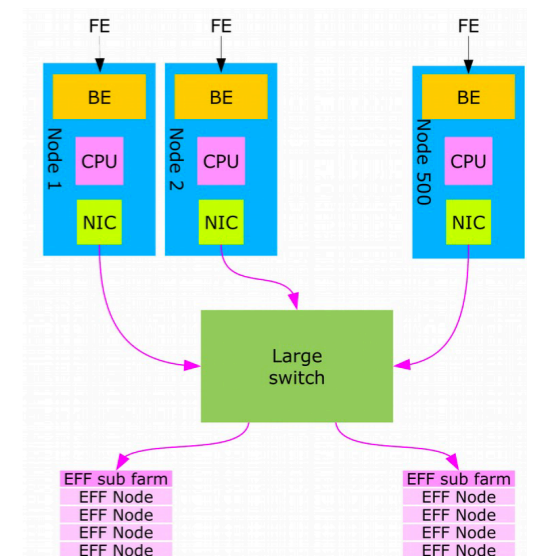 FE
FE
FE
BE
BE
BE
Node 1
CPU
Node 2
CPU
Node 500
CPU
NIC
NIC
NIC
Large
switch
EFF sub farm
EFF Node
EFF Node
EFF Node
EFF Node
EFF sub farm
EFF Node
EFF Node
EFF Node
EFF Node